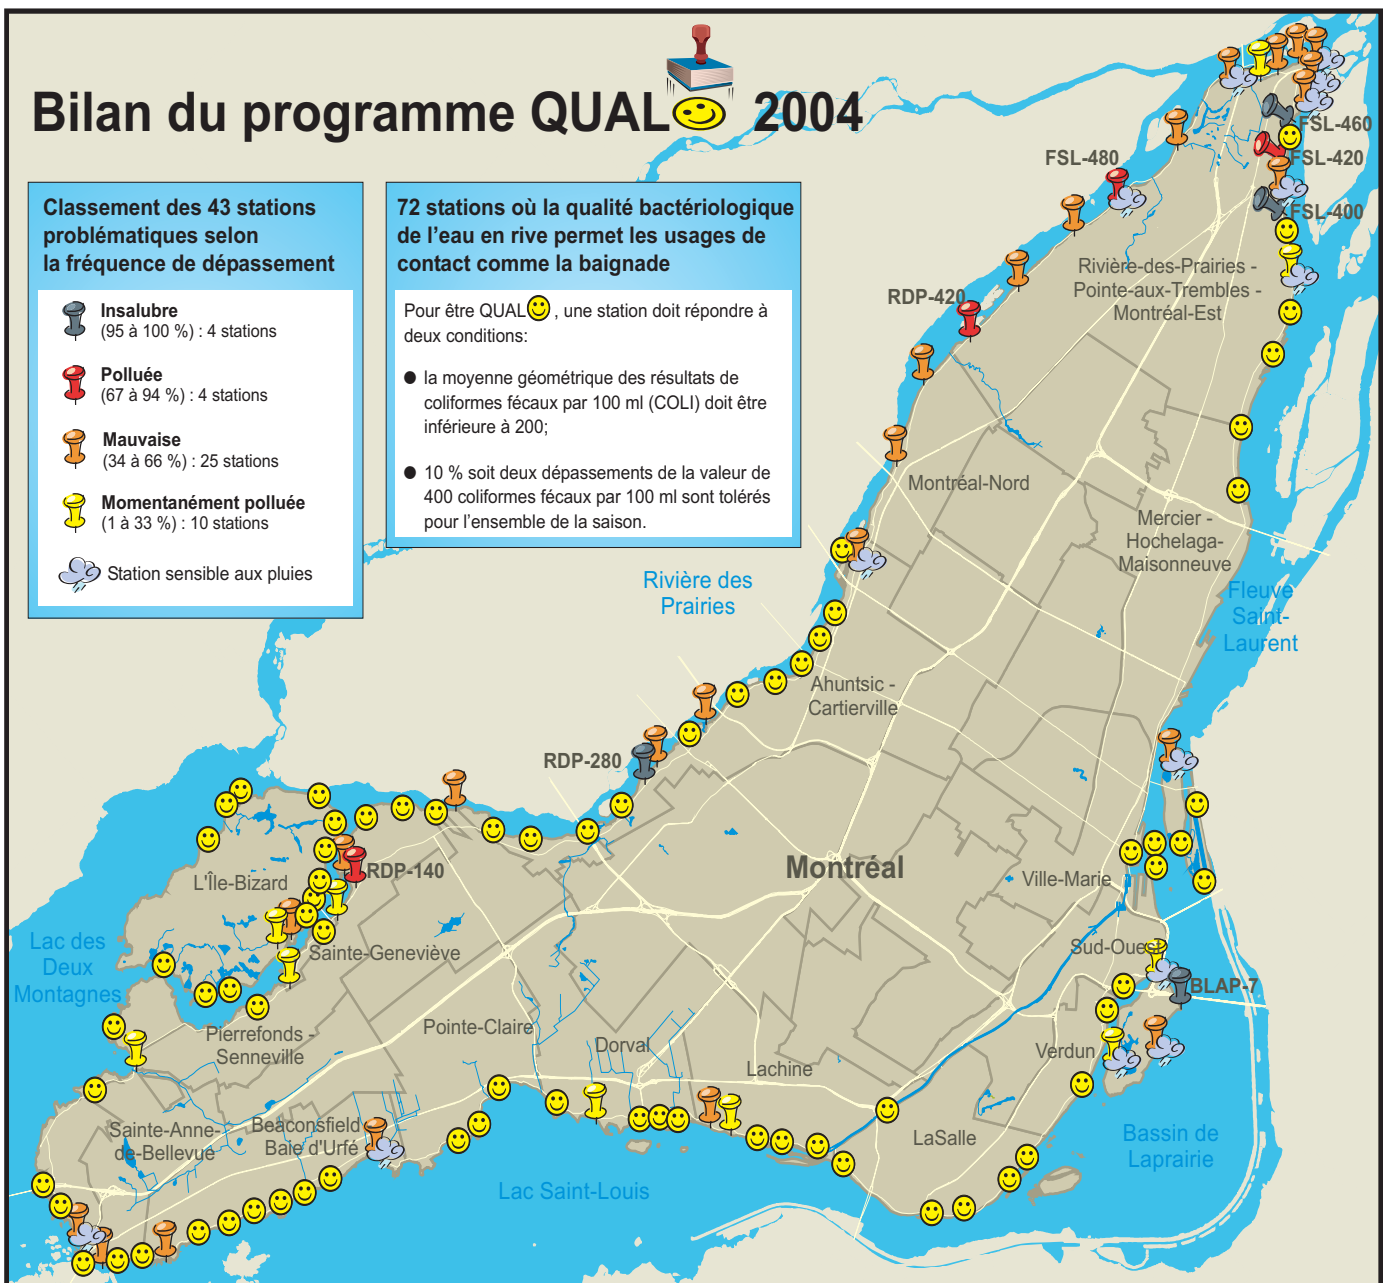 Bilan du programme QUAL 2004
Classement des 43 stations
problématiques selon
la fréquence de dépassement
Insalubre
(95 à 100 %) : 4 stations
Polluée
(67 à 94 %) : 4 stations
Mauvaise
(34 à 66 %) : 25 stations
Momentanément polluée
(1 à 33 %) : 10 stations
Station sensible aux pluies
72 stations où la qualité bactériologique
de l'eau en rive permet les usages de
contact comme la baignade
Pour être QUAL , une station doit répondre à
deux conditions:
● la moyenne géométrique des résultats de
coliformes fécaux par 100 ml (COLI) doit être
inférieure à 200;
● 10 % soit deux dépassements de la valeur de
400 coliformes fécaux par 100 ml sont tolérés
pour l'ensemble de la saison.
FSL-460
FSL-420
FSL-480
FSL-400
Rivière-des-Prairies -
Pointe-aux-Trembles -
Montréal-Est
RDP-420
Montréal-Nord
Mercier -
Hochelaga-
Maisonneuve
Rivière des
Prairies
Fleuve
Saint-
Laurent
Ahuntsic -
Cartierville
RDP-280
Montréal
RDP-140
L'Île-Bizard
Ville-Marie
Lac des
Deux
Montagnes
Sainte-Geneviève
Sud-Ouest
BLAP-7
Pierrefonds -
Senneville
Pointe-Claire
Dorval
Verdun
Lachine
Sainte-Anne-
de-Bellevue
Beaconsfield
Baie d'Urfé
LaSalle
Bassin de
Laprairie
Lac Saint-Louis